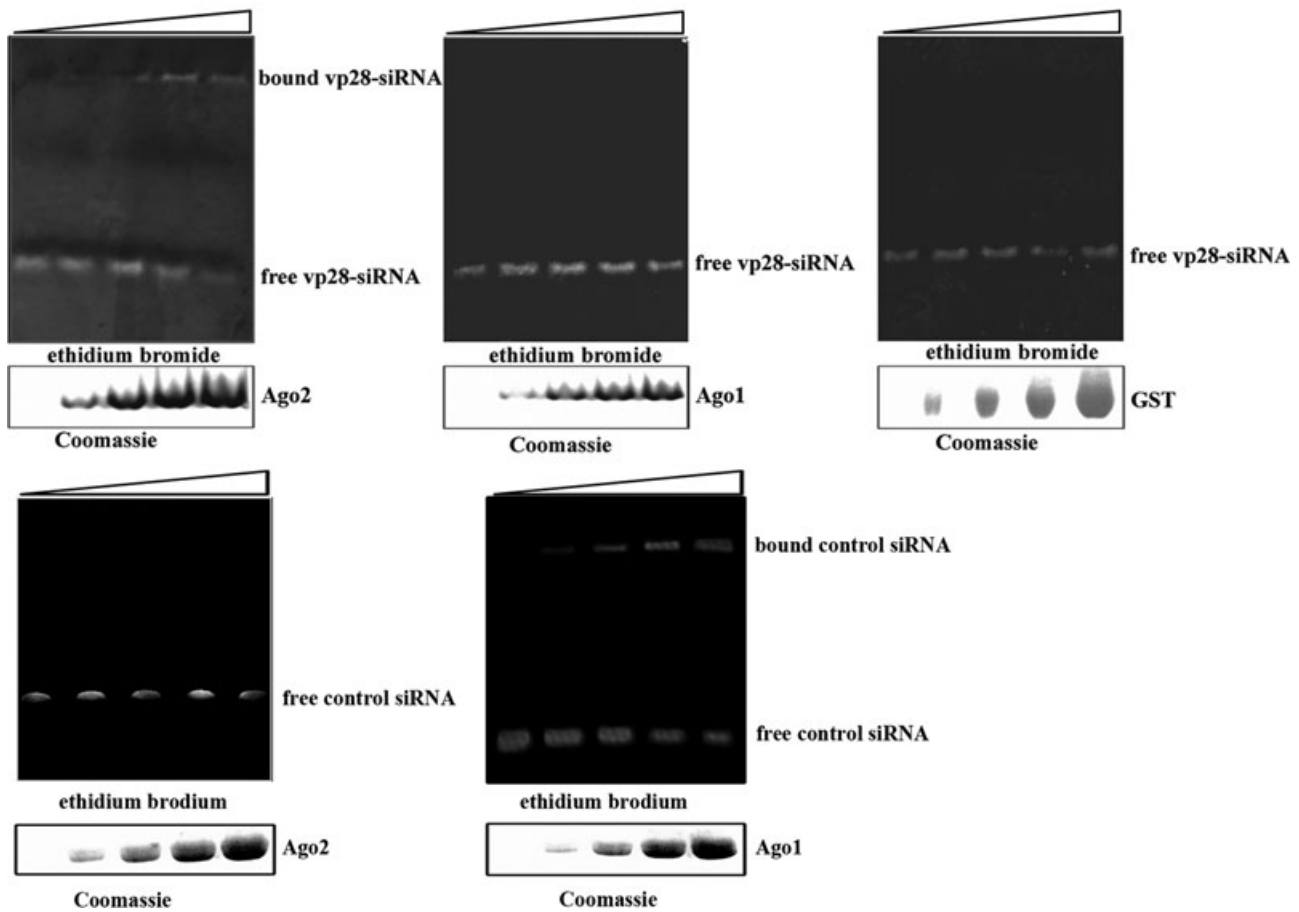 bound vp28-siRNA
free vp28-siRNA
ethidium bromide
Ago2
Coomassie
free vp28-siRNA
ethidium bromide
Ago1
Coomassie
free vp28-siRNA
ethidium bromide
GST
Coomassie
free control siRNA
ethidium brodium
Ago2
Coomassie
bound control siRNA
free control siRNA
ethidium brodium
Ago1
Coomassie